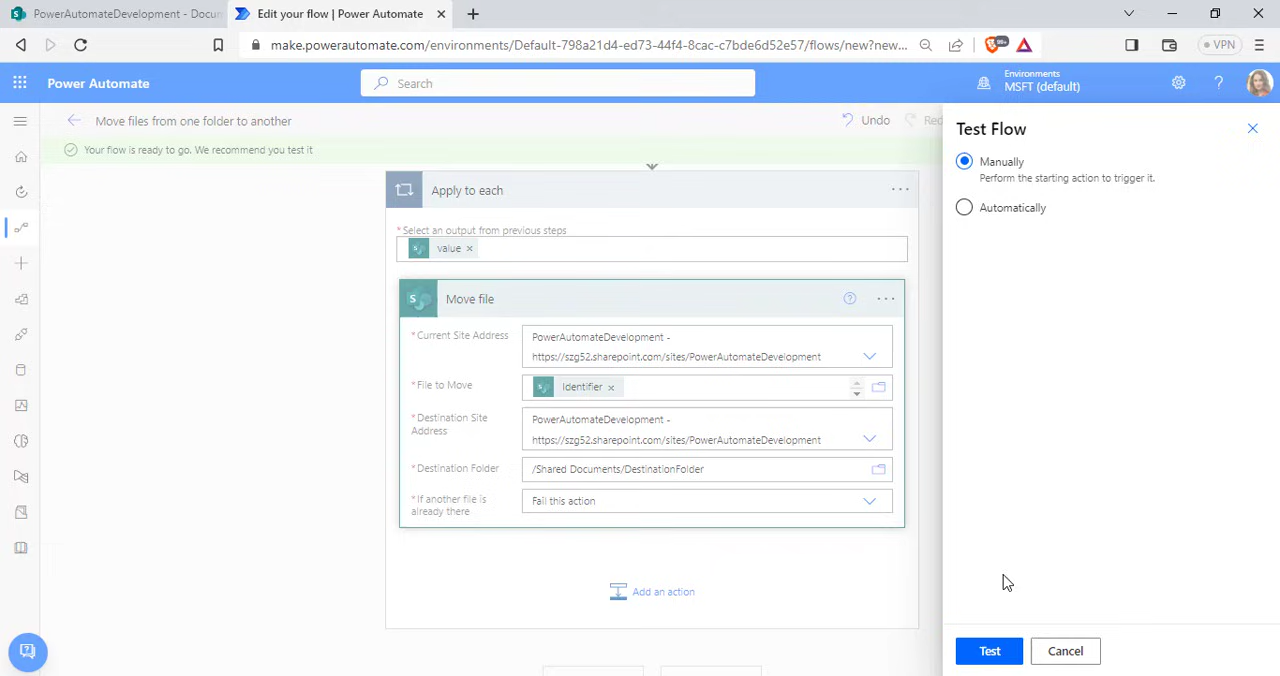 PowerAutomateDevelopment - Docum
Edit your flow | Power Automate
make.powerautomate.com/environments/Default-798a21d4-ed73-44f4-8cac-c7bde6d52e57/flows/new?new...
99+
VPN
Power Automate
Search
Environments
MSFT (default)
Move files from one folder to another
Undo
Red
Your flow is ready to go. We recommend you test it
Apply to each
* Select an output from previous steps
value
Move file
* Current Site Address
PowerAutomateDevelopment -
https://szg52.sharepoint.com/sites/PowerAutomateDevelopment
* File to Move
Identifier
* Destination Site
Address
PowerAutomateDevelopment -
https://szg52.sharepoint.com/sites/PowerAutomateDevelopment
* Destination Folder
/Shared Documents/DestinationFolder
* If another file is
already there
Fail this action
Add an action
Test Flow
Manually
Perform the starting action to trigger it.
Automatically
Test
Cancel